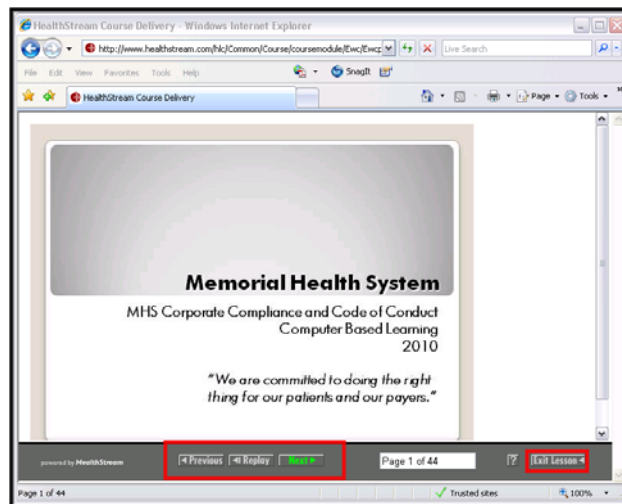 HealthStream Course Delivery - Windows Internet Explorer
http://www.healthstream.com/hlc/Common/Course/coursemodule/Ewc/Ewcp
Live Search
File Edit View Favorites Tools Help
SnagIt
HealthStream Course Delivery
Page Tools
Memorial Health System
MHS Corporate Compliance and Code of Conduct
Computer Based Learning
2010
"We are committed to doing the right
thing for our patients and our payers."
powered by HealthStream
Previous Replay Next Page 1 of 44 Exit Lesson
Page 1 of 44 Trusted sites 100%